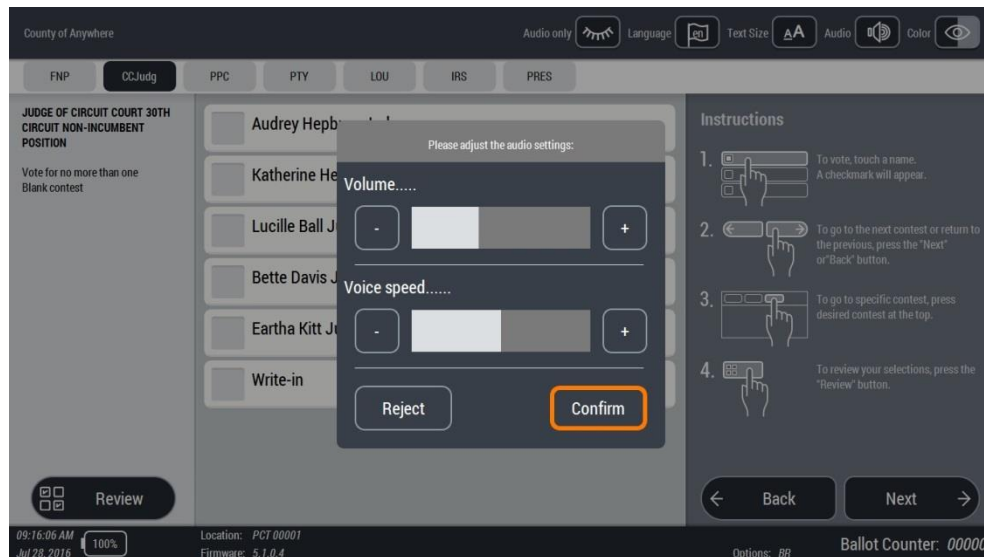 County of Anywhere
Audio only
Language
en
Text Size
AA
Audio
Color
FNP
CCJudg
PPC
PTY
LOU
IRS
PRES
JUDGE OF CIRCUIT COURT 30TH
CIRCUIT NON-INCUMBENT
POSITION
Vote for no more than one
Blank contest
Audrey Hepb
Katherine He
Lucille Ball J
Bette Davis J
Eartha Kitt Ju
Write-in
Please adjust the audio settings:
Volume.....
-
+
Voice speed......
-
+
Reject
Confirm
Instructions
1.
To vote, touch a name.
A checkmark will appear.
2.
To go to the next contest or return to
the previous, press the "Next"
or"Back" button.
3.
To go to specific contest, press
desired contest at the top.
4.
To review your selections, press the
"Review" button.
Review
Back
Next
09:16:06 AM
Jul 28, 2016
100%
Location: PCT 00001
Firmware: 5.1.0.4
Options: BR
Ballot Counter: 00000